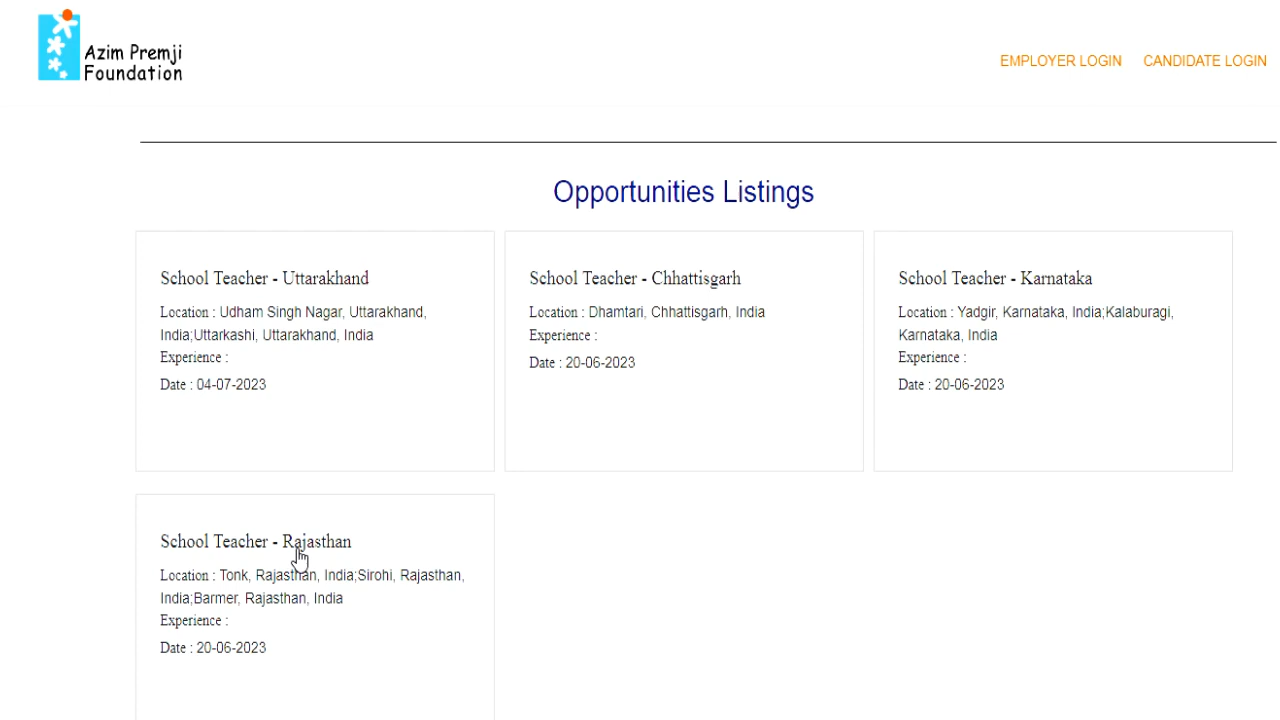 Azim Premji
Foundation
EMPLOYER LOGIN CANDIDATE LOGIN
Opportunities Listings
School Teacher - Uttarakhand
Location : Udham Singh Nagar, Uttarakhand,
India;Uttarkashi, Uttarakhand, India
Experience :
Date : 04-07-2023
School Teacher - Chhattisgarh
Location : Dhamtari, Chhattisgarh, India
Experience :
Date : 20-06-2023
School Teacher - Karnataka
Location : Yadgir, Karnataka, India;Kalaburagi,
Karnataka, India
Experience :
Date : 20-06-2023
School Teacher - Rajasthan
Location : Tonk, Rajasthan, India;Sirohi, Rajasthan,
India;Barmer, Rajasthan, India
Experience :
Date : 20-06-2023